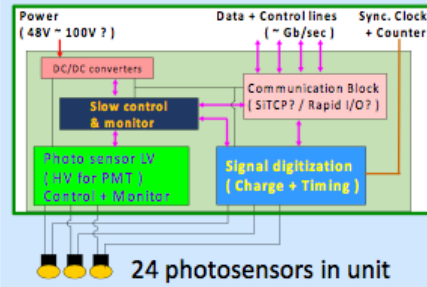 Power
( 48V ~ 100V ? )
Data + Control lines
( ~ Gb/sec )
Sync. Clock
+ Counter
DC/DC converters
Communication Block
( SiTCP? / Rapid I/O? )
Slow control
& monitor
Photo sensor LV
( HV for PMT )
Control + Monitor
Signal digitization
( Charge + Timing )
24 photosensors in unit